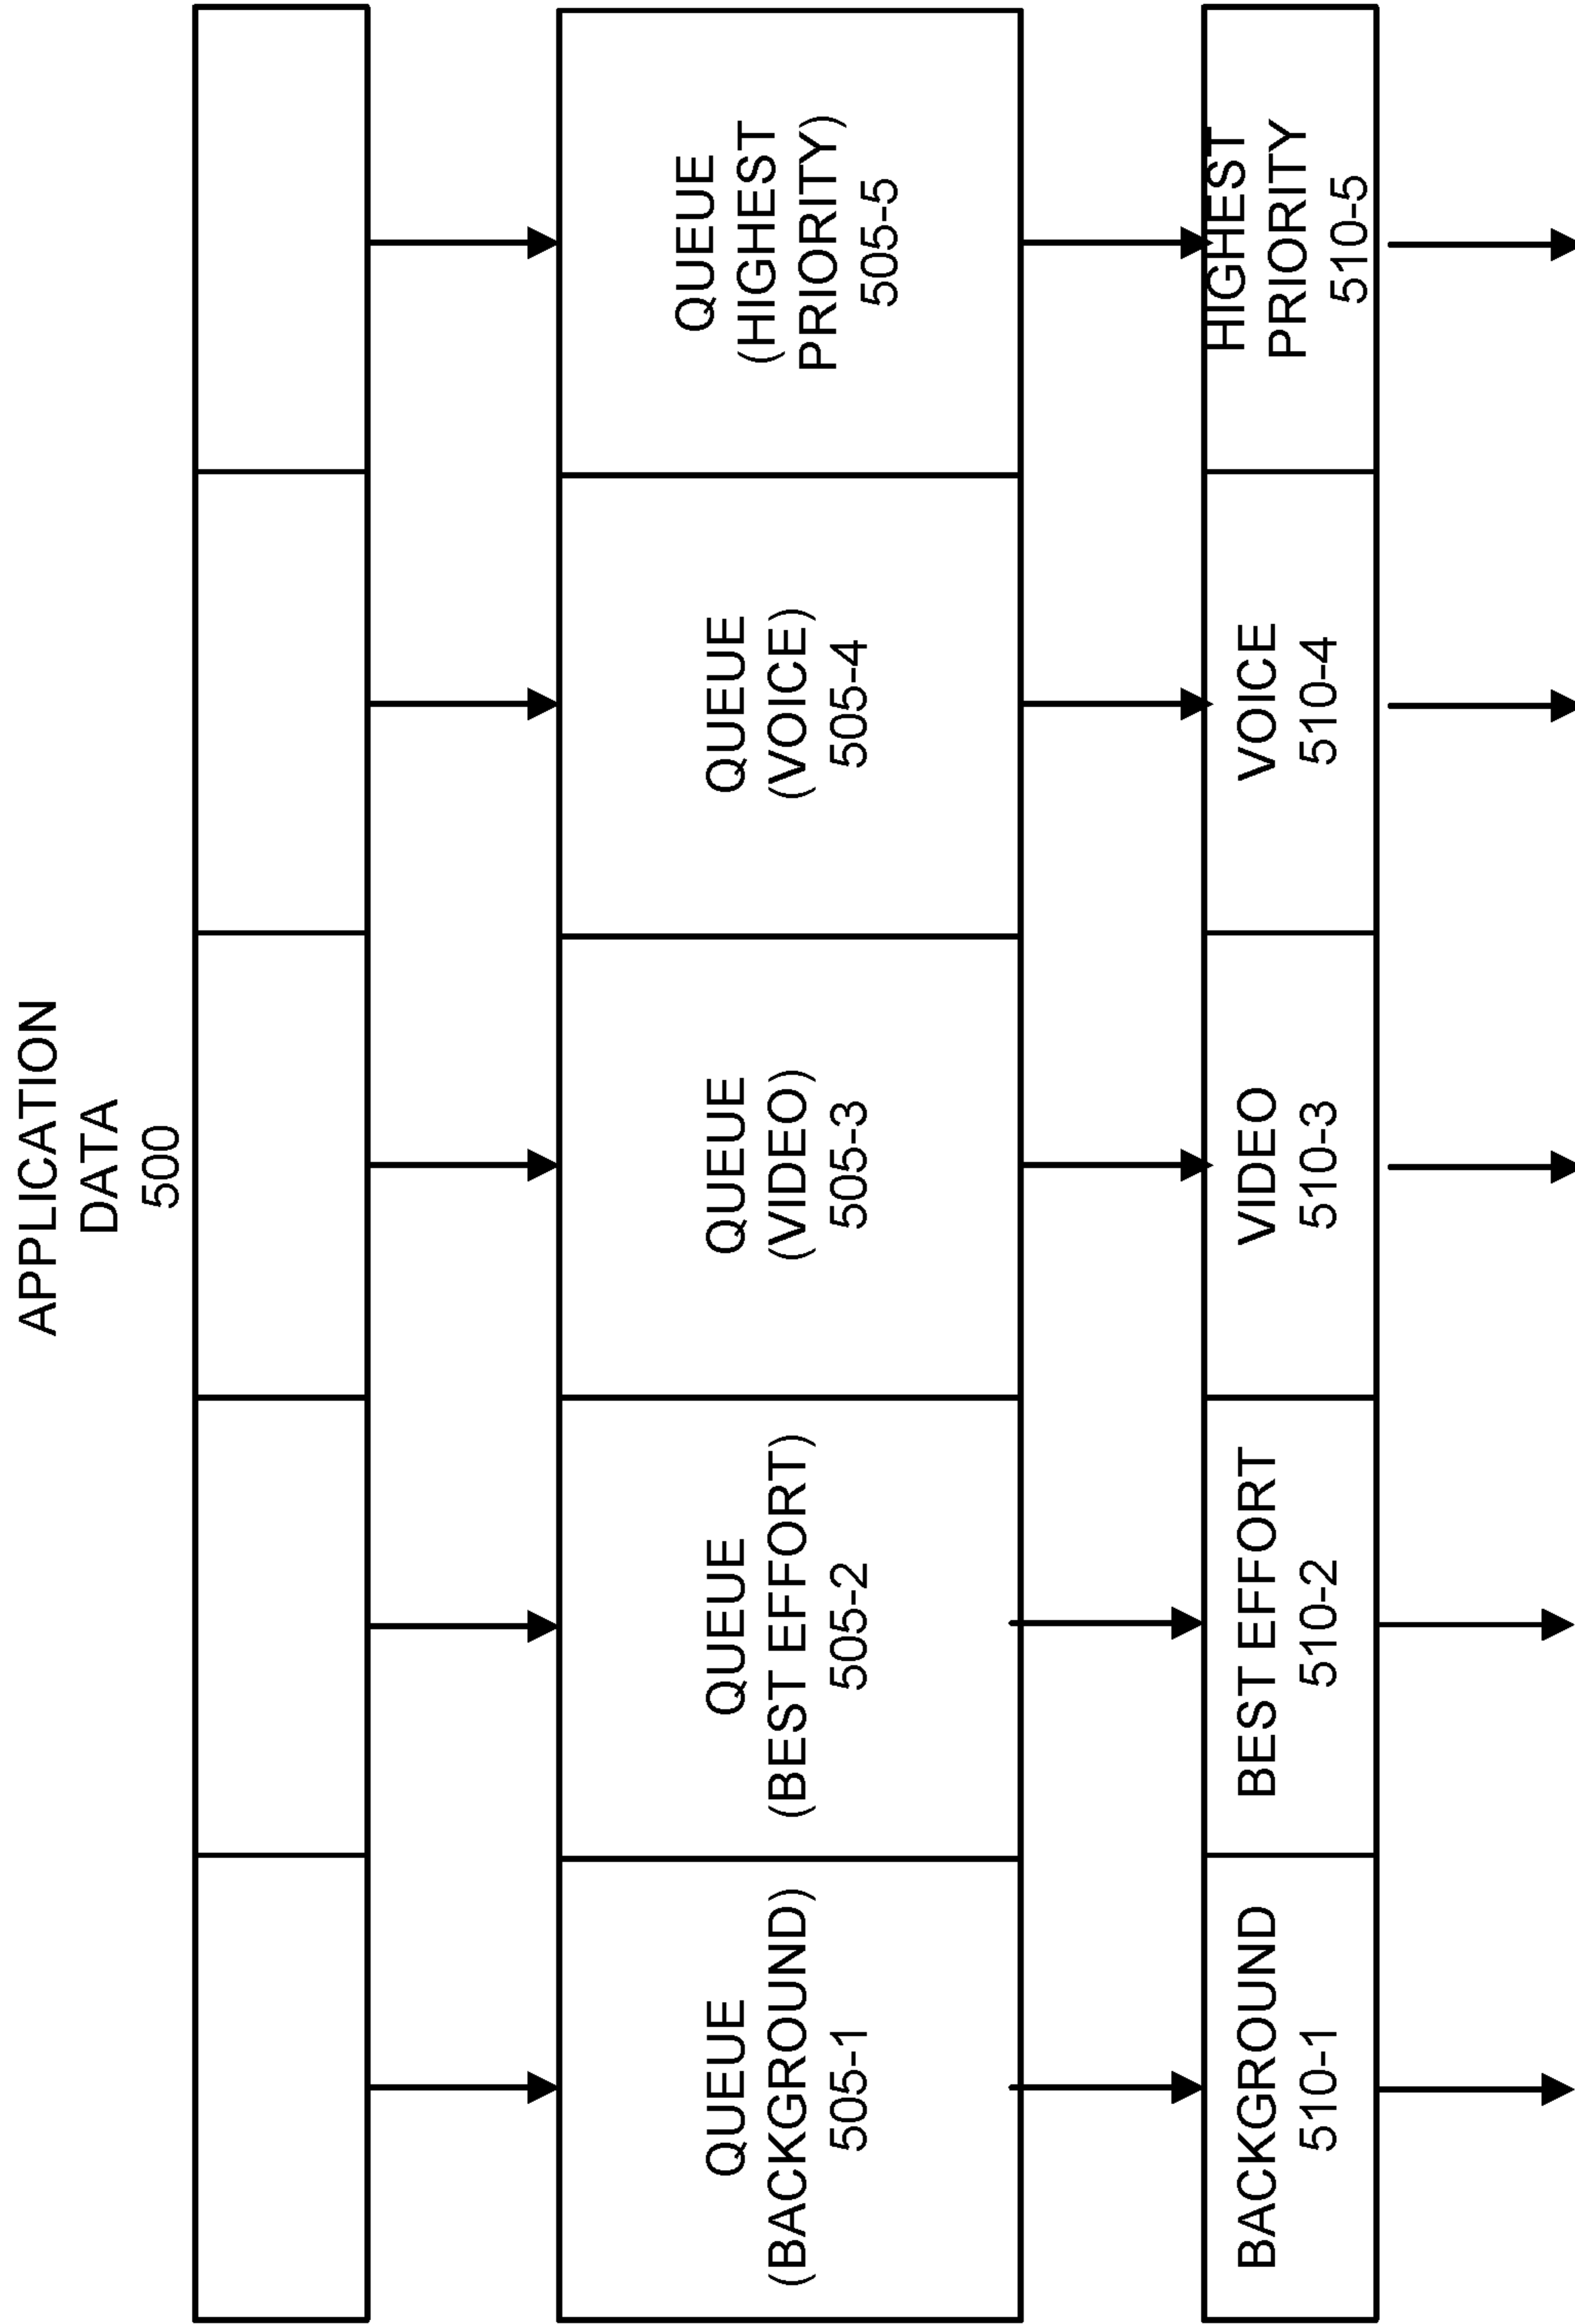 APPLICATION
DATA
500
QUEUE
(BACKGROUND)
505-1
QUEUE
(BEST EFFORT)
505-2
QUEUE
(VIDEO)
505-3
QUEUE
(VOICE)
505-4
QUEUE
(HIGHEST
PRIORITY)
505-5
BACKGROUND
510-1
BEST EFFORT
510-2
VIDEO
510-3
VOICE
510-4
HIGHEST
PRIORITY
510-5